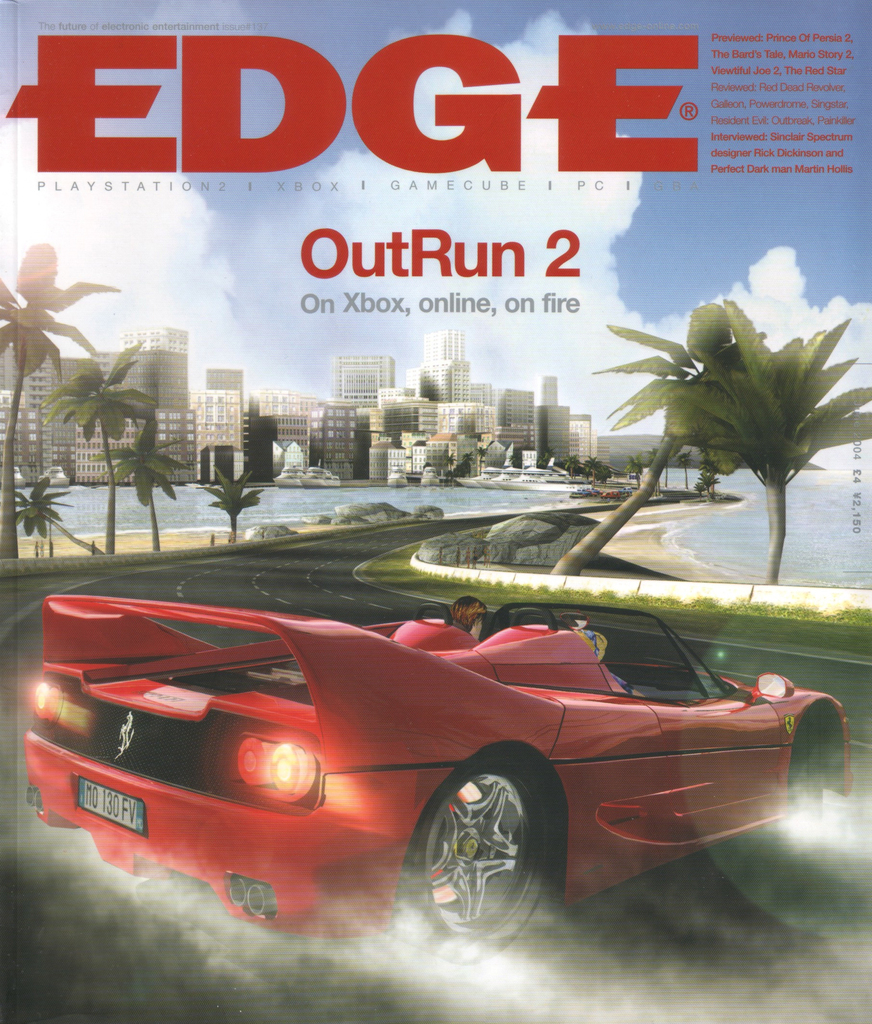 The future of electronic entertainment issue#137
EDGE®
PLAYSTATION2 | XBOX | GAMECUBE | PC | GBA
Previewed: Prince Of Persia 2,
The Bard's Tale, Mario Story 2,
Viewtiful Joe 2, The Red Star
Reviewed: Red Dead Revolver,
Galleon, Powerdrome, Singstar,
Resident Evil: Outbreak, Painkiller
Interviewed: Sinclair Spectrum
designer Rick Dickinson and
Perfect Dark man Martin Hollis
OutRun 2
On Xbox, online, on fire
004 £4 ¥2,150
MO 130 FV